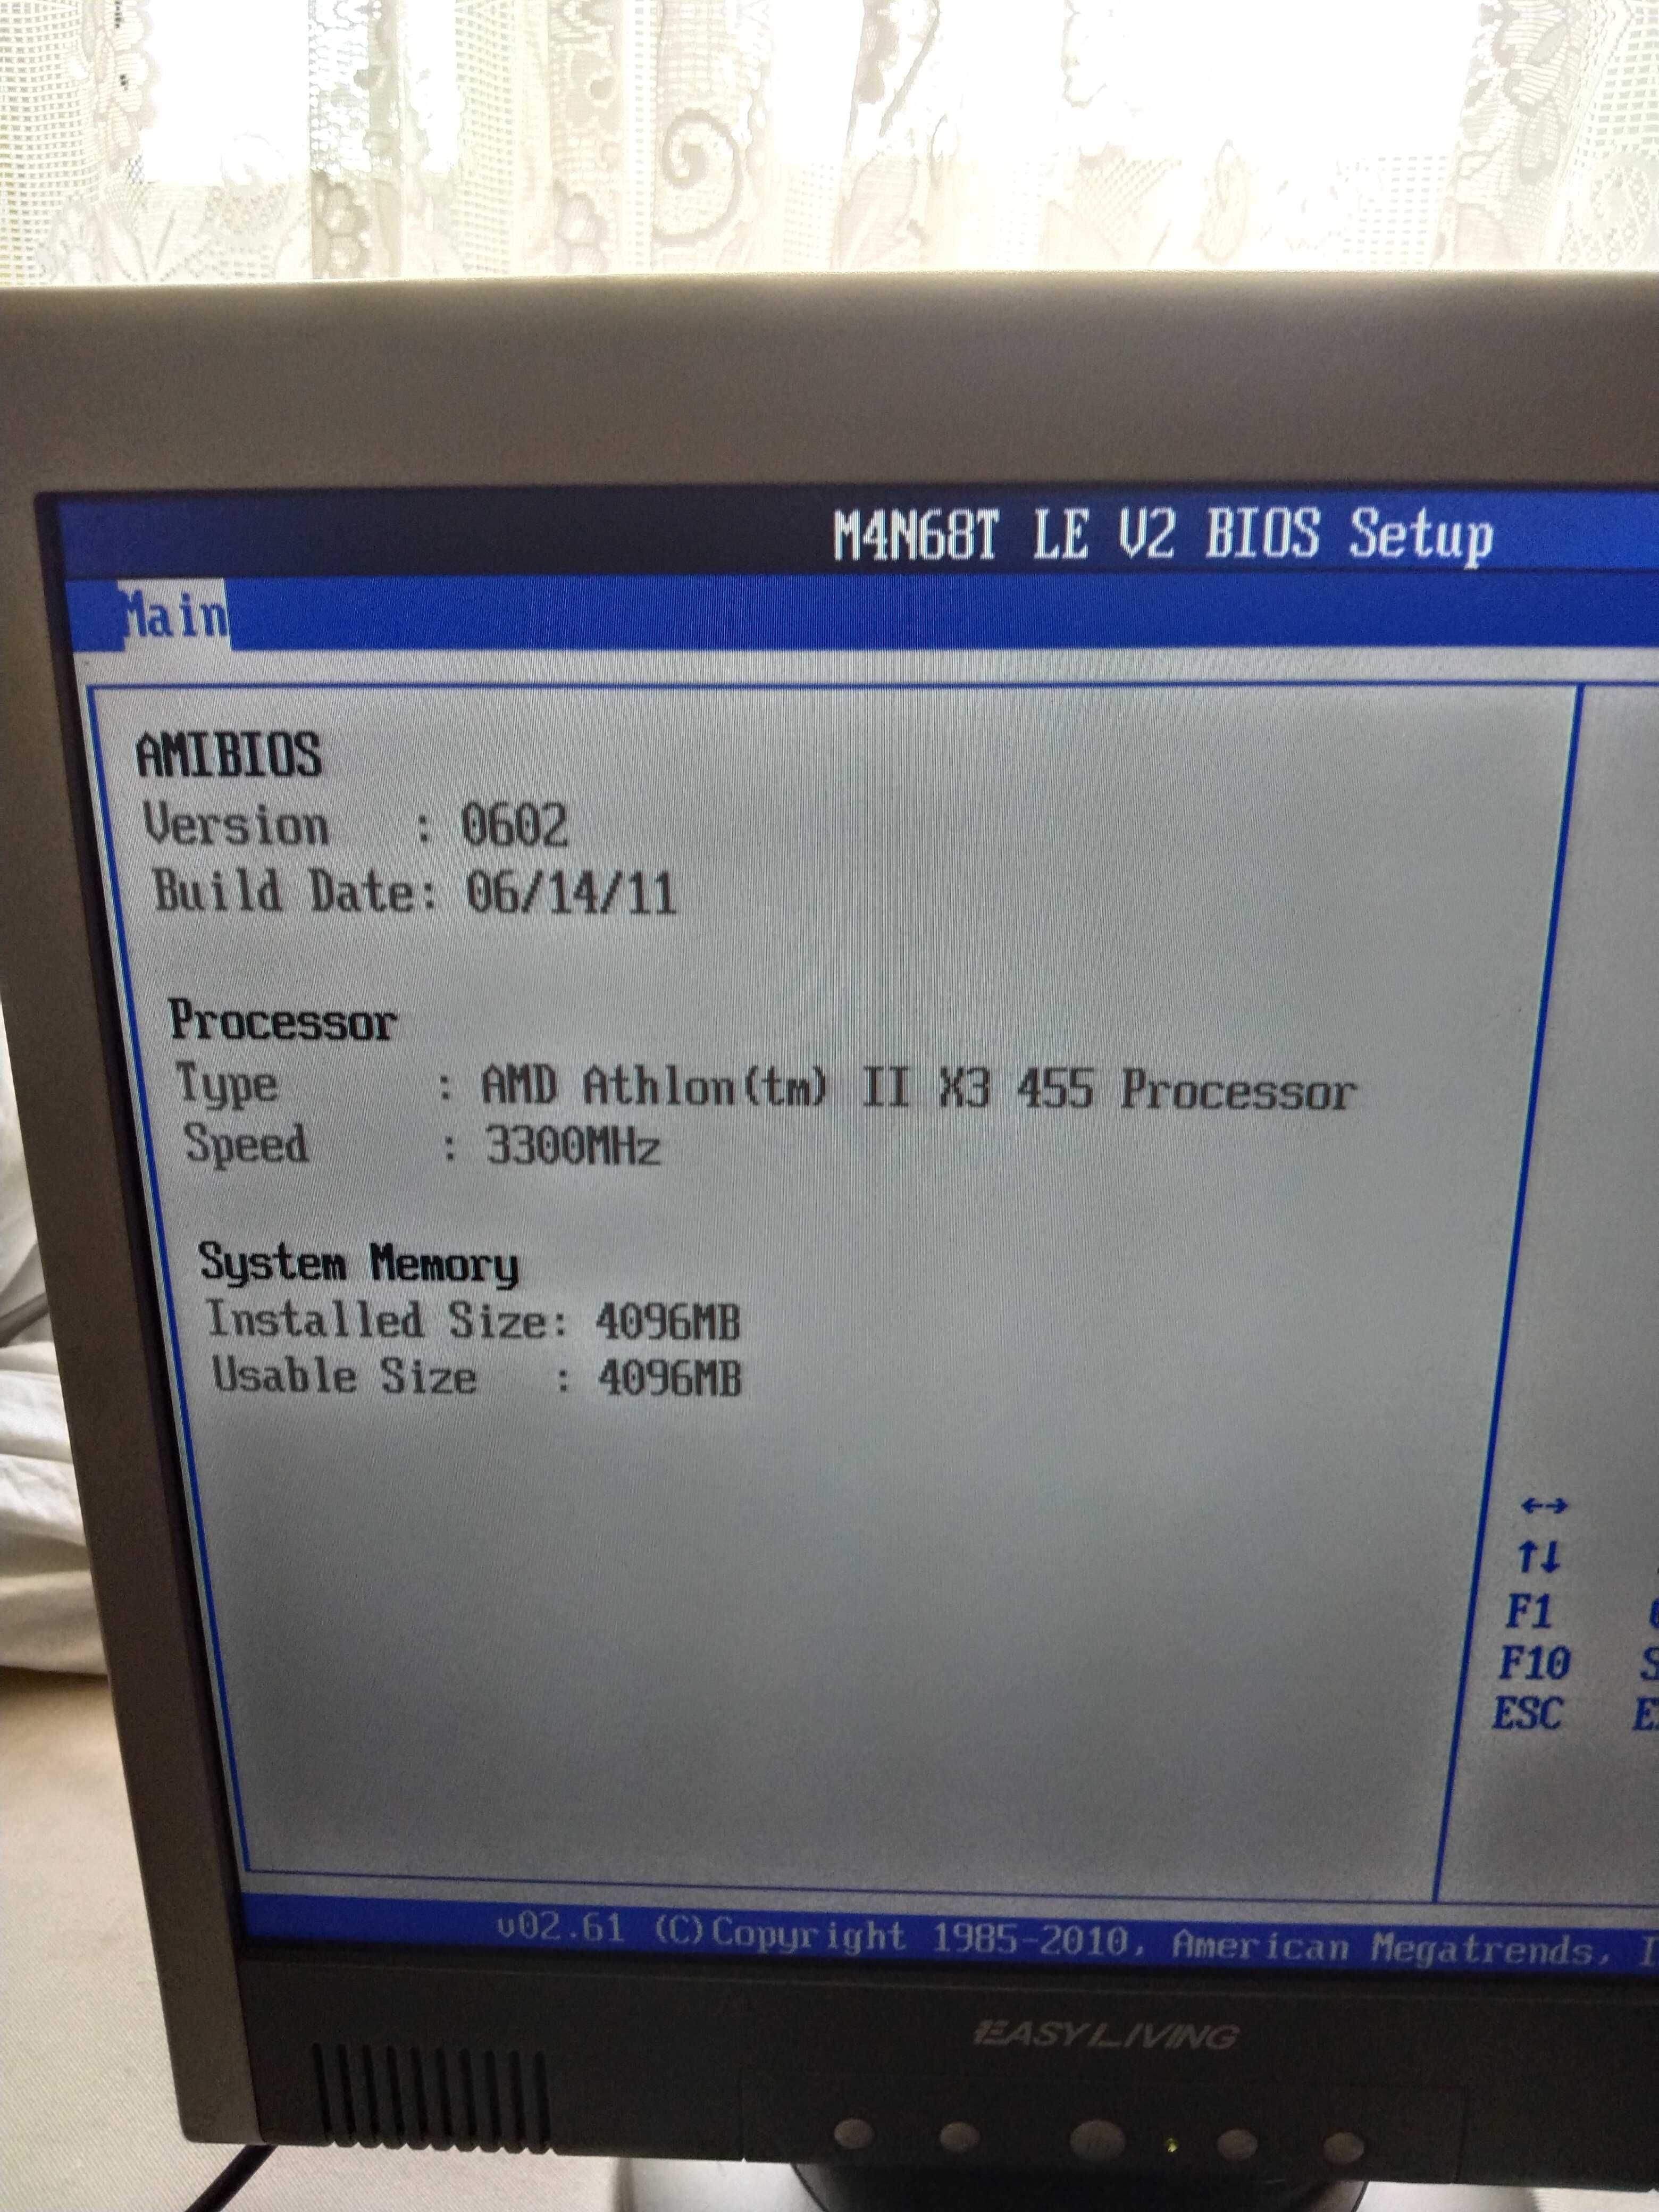 M4N68T LE V2 BIOS Setup
Main
AMIBIOS
Version : 0602
Build Date: 06/14/11
Processor
Type : AMD Athlon(tm) II X3 455 Processor
Speed : 3300MHz
System Memory
Installed Size: 4096MB
Usable Size : 4096MB
↔
↑↓
F1
F10 S
ESC E
v02.61 (C)Copyright 1985-2010, American Megatrends, I
EASYLIVING